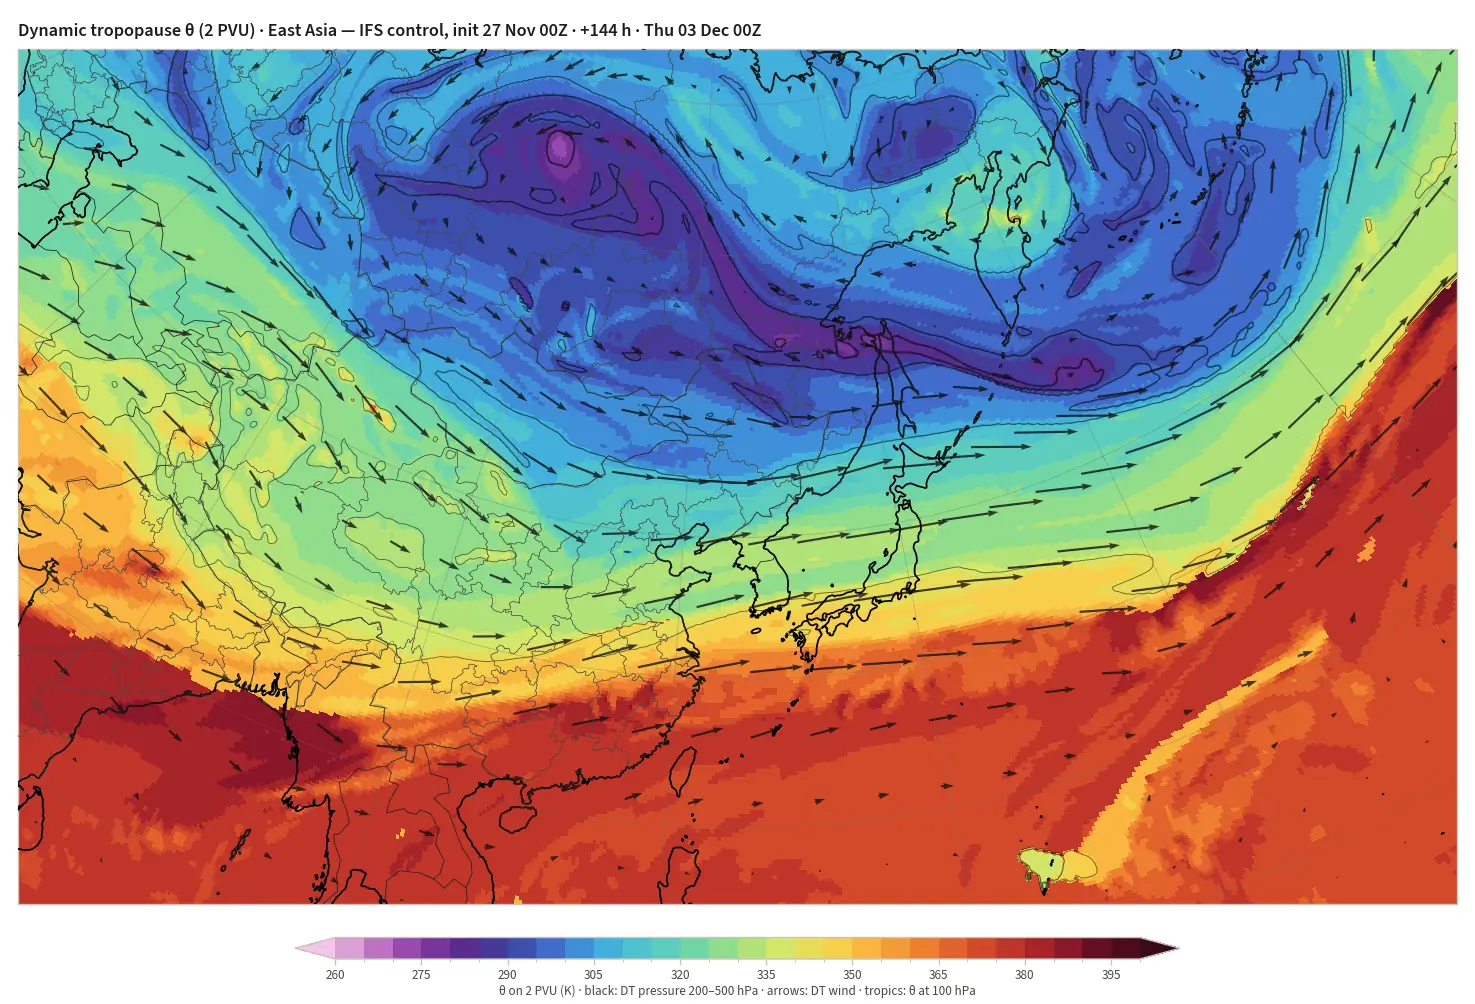 Dynamic tropopause θ (2 PVU) · East Asia — IFS control, init 27 Nov 00Z · +144 h · Thu 03 Dec 00Z
260 275 290 305 320 335 350 365 380 395
θ on 2 PVU (K) · black: DT pressure 200–500 hPa · arrows: DT wind · tropics: θ at 100 hPa